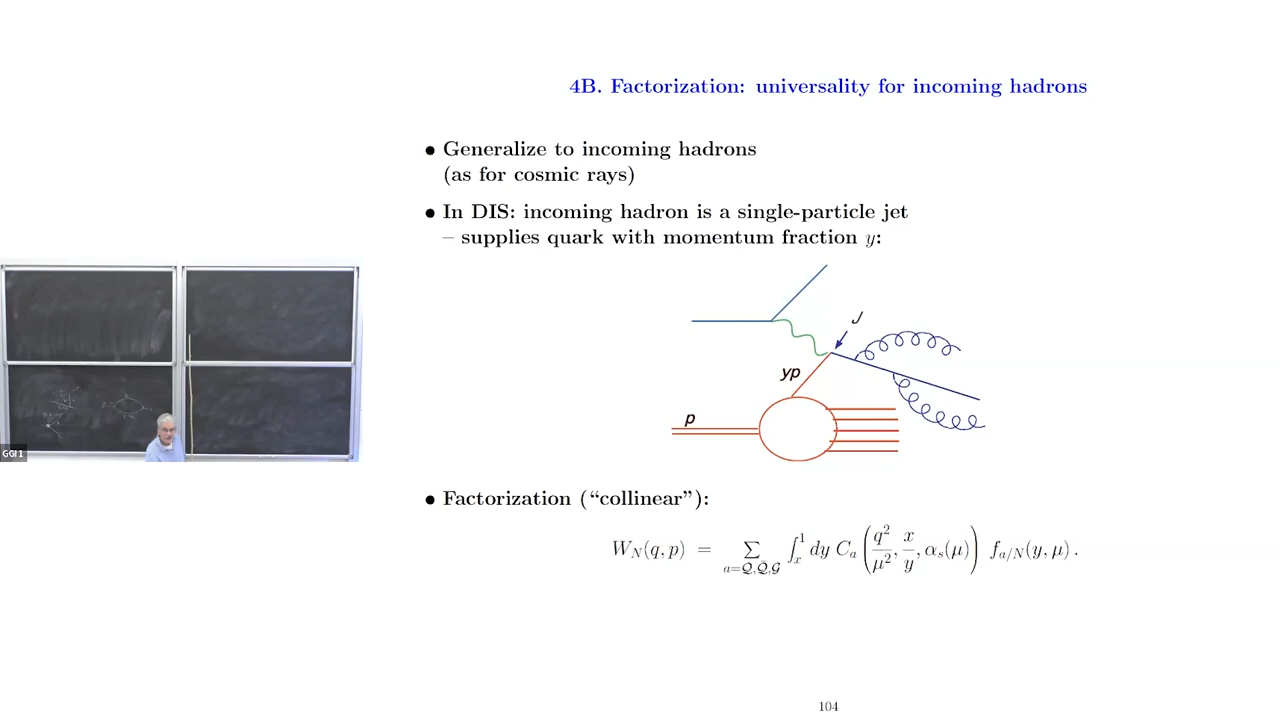 4B. Factorization: universality for incoming hadrons
• Generalize to incoming hadrons
(as for cosmic rays)
• In DIS: incoming hadron is a single-particle jet
– supplies quark with momentum fraction y:
J
yp
p
• Factorization (“collinear”):
W_N(q, p) = ∑_{a=𝒬,𝒬̄,𝒢} ∫_x^1 dy C_a (q²/μ², x/y, α_s(μ)) f_{a/N}(y, μ) .
GGI1
104